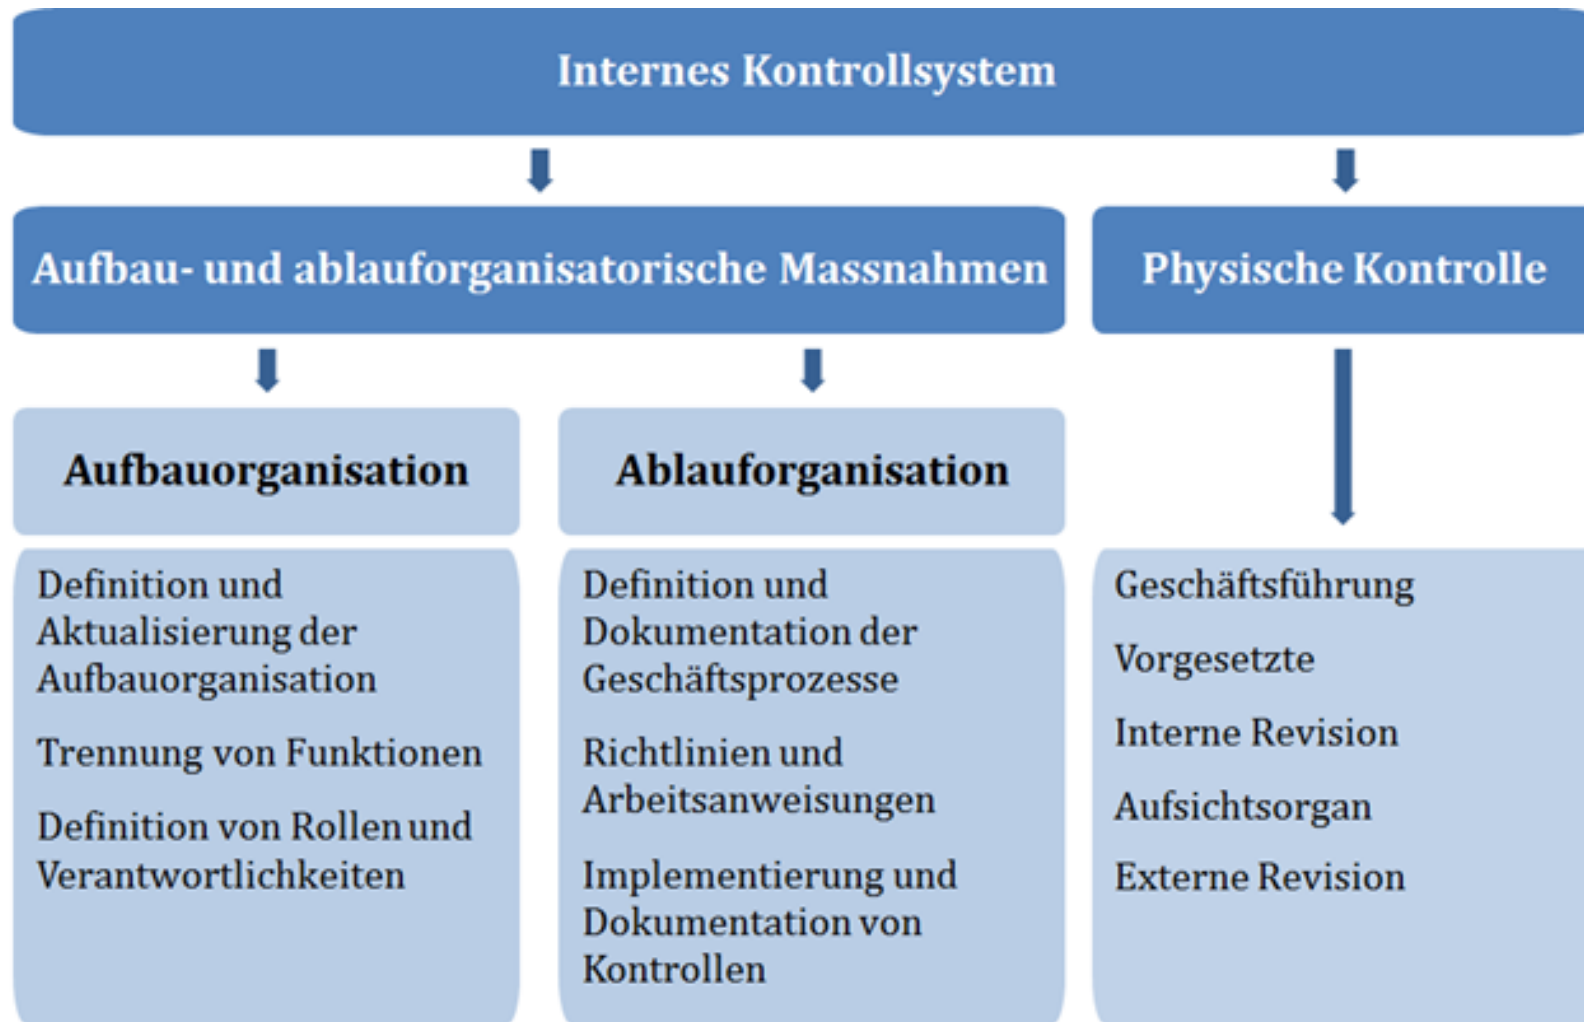 Internes Kontrollsystem
Aufbau- und ablauforganisatorische Massnahmen
Physische Kontrolle
Aufbauorganisation
Definition und
Aktualisierung der
Aufbauorganisation
Trennung von Funktionen
Definition von Rollen und
Verantwortlichkeiten
Ablauforganisation
Definition und
Dokumentation der
Geschäftsprozesse
Richtlinien und
Arbeitsanweisungen
Implementierung und
Dokumentation von
Kontrollen
Geschäftsführung
Vorgesetzte
Interne Revision
Aufsichtsorgan
Externe Revision